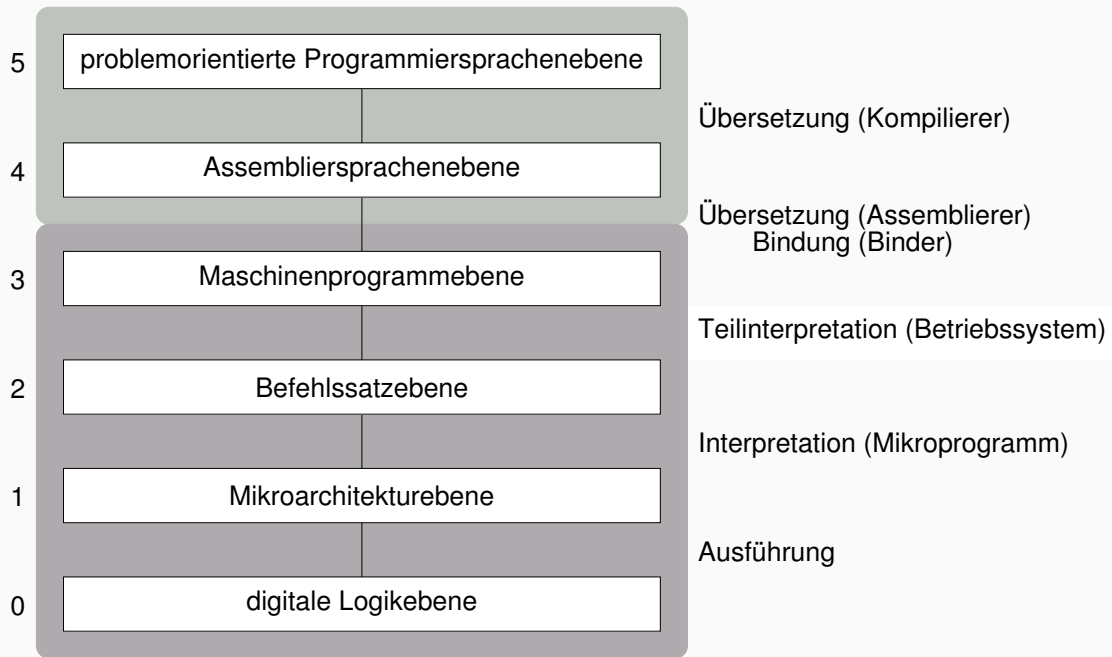 5 problemorientierte Programmiersprachenebene
Übersetzung (Kompilierer)
4 Assembliersprachenebene
Übersetzung (Assemblierer)
Bindung (Binder)
3 Maschinenprogrammebene
Teilinterpretation (Betriebssystem)
2 Befehlssatzebene
Interpretation (Mikroprogramm)
1 Mikroarchitekturebene
Ausführung
0 digitale Logikebene